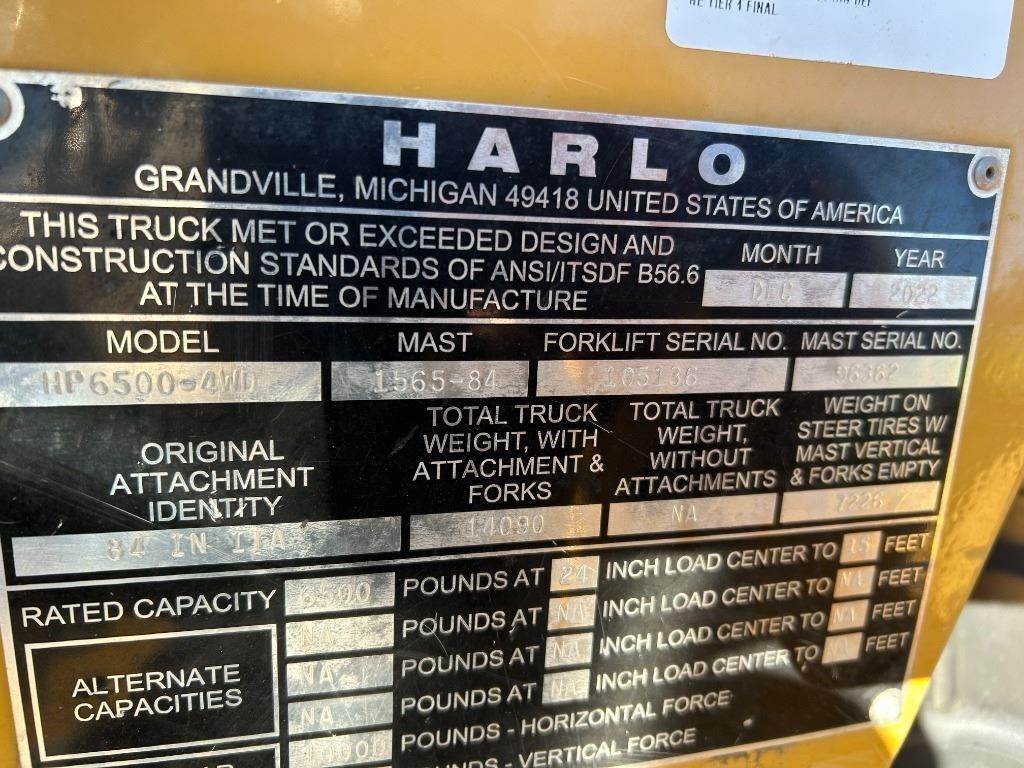 RE TIER 4 FINAL
HARLO
GRANDVILLE, MICHIGAN 49418 UNITED STATES OF AMERICA
THIS TRUCK MET OR EXCEEDED DESIGN AND
CONSTRUCTION STANDARDS OF ANSI/ITSDF B56.6
AT THE TIME OF MANUFACTURE
MONTH YEAR
DEC 2022
MODEL MAST FORKLIFT SERIAL NO. MAST SERIAL NO.
HP6500-4WD 1565-84 105136
ORIGINAL
ATTACHMENT
IDENTITY
TOTAL TRUCK
WEIGHT, WITH
ATTACHMENT &
FORKS
TOTAL TRUCK
WEIGHT,
WITHOUT
ATTACHMENTS
WEIGHT ON
STEER TIRES W/
MAST VERTICAL
& FORKS EMPTY
84 IN ITA 14090 NA 7228
RATED CAPACITY 6500 POUNDS AT 24 INCH LOAD CENTER TO 15 FEET
ALTERNATE
CAPACITIES
NA POUNDS AT NA INCH LOAD CENTER TO NA FEET
NA POUNDS AT NA INCH LOAD CENTER TO NA FEET
NA POUNDS AT NA INCH LOAD CENTER TO NA FEET
10000 POUNDS - HORIZONTAL FORCE
POUNDS - VERTICAL FORCE